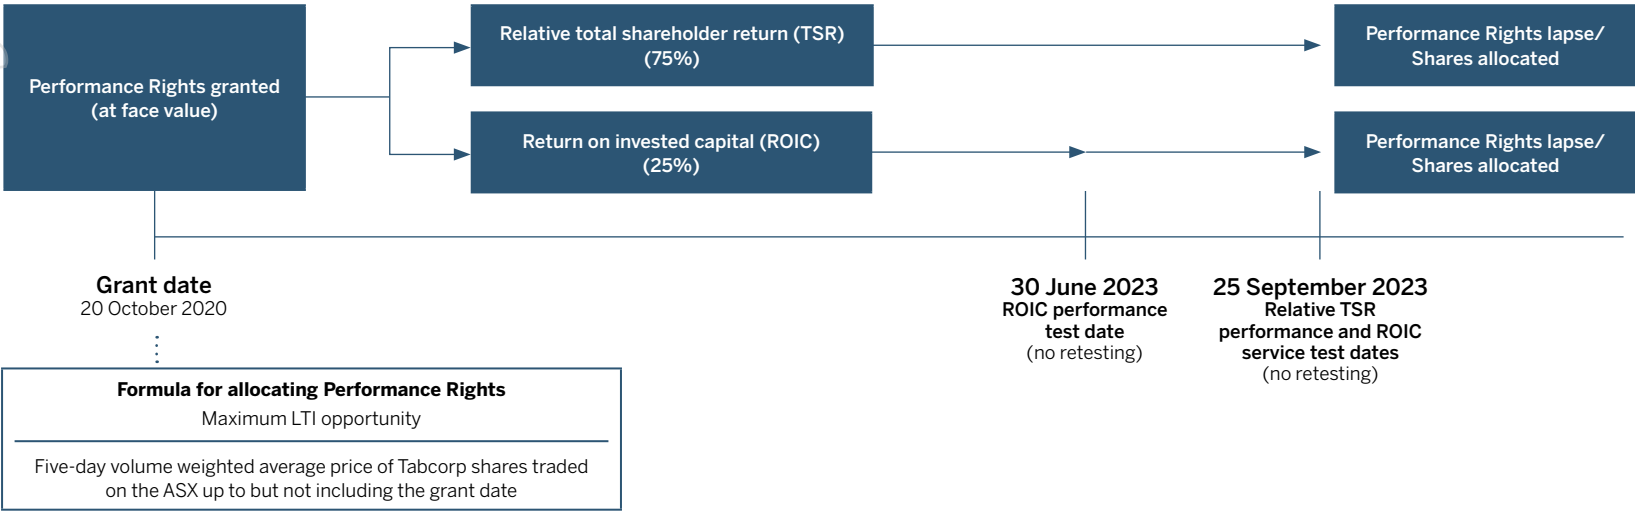 Performance Rights granted
(at face value)
Relative total shareholder return (TSR)
(75%)
Performance Rights lapse/
Shares allocated
Return on invested capital (ROIC)
(25%)
Performance Rights lapse/
Shares allocated
Grant date
20 October 2020
30 June 2023
ROIC performance
test date
(no retesting)
25 September 2023
Relative TSR
performance and ROIC
service test dates
(no retesting)
Formula for allocating Performance Rights
Maximum LTI opportunity
Five-day volume weighted average price of Tabcorp shares traded
on the ASX up to but not including the grant date